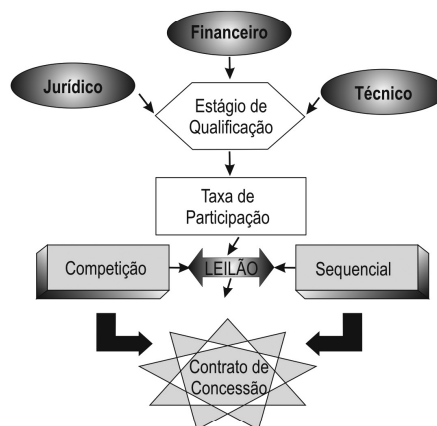 Financeiro
Jurídico
Técnico
Estágio de
Qualificação
Taxa de
Participação
Competição
LEILÃO
Sequencial
Contrato de
Concessão